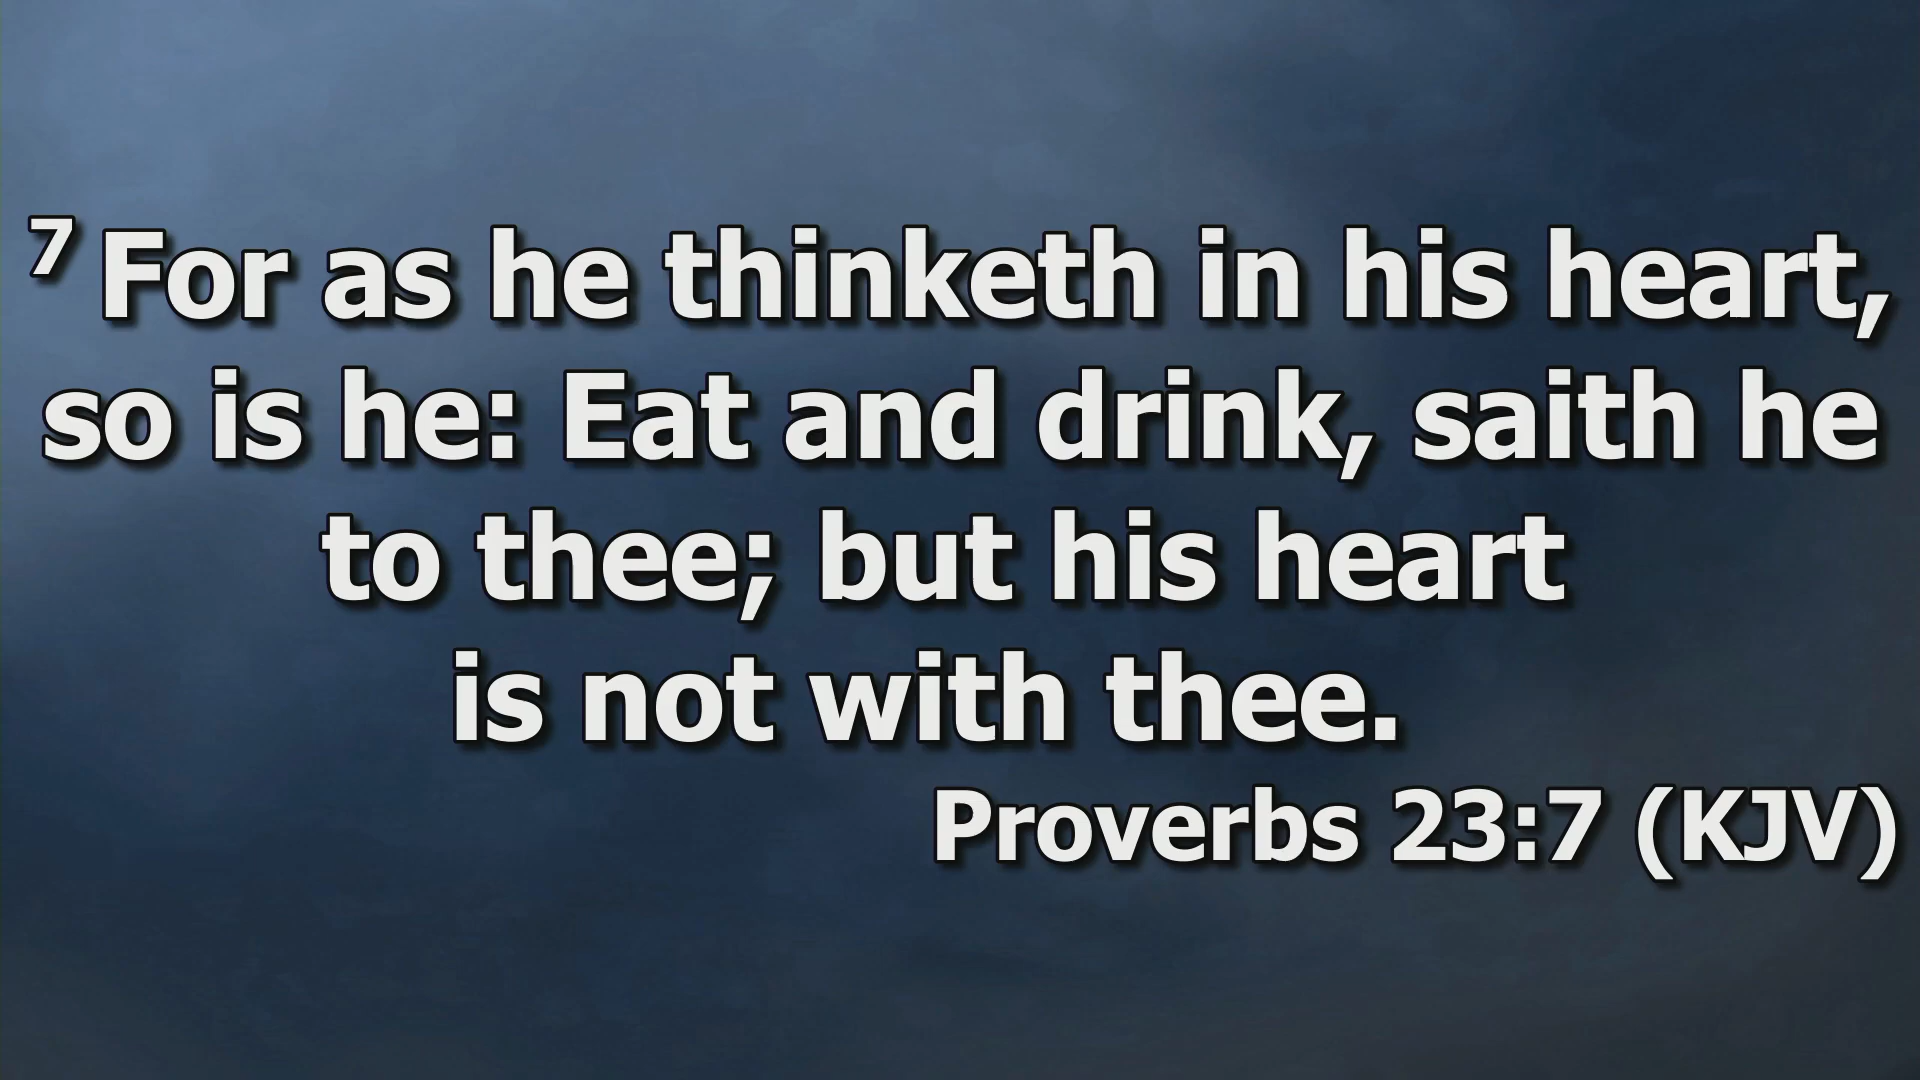 7 For as he thinketh in his heart,
so is he: Eat and drink, saith he
to thee; but his heart
is not with thee.
Proverbs 23:7 (KJV)